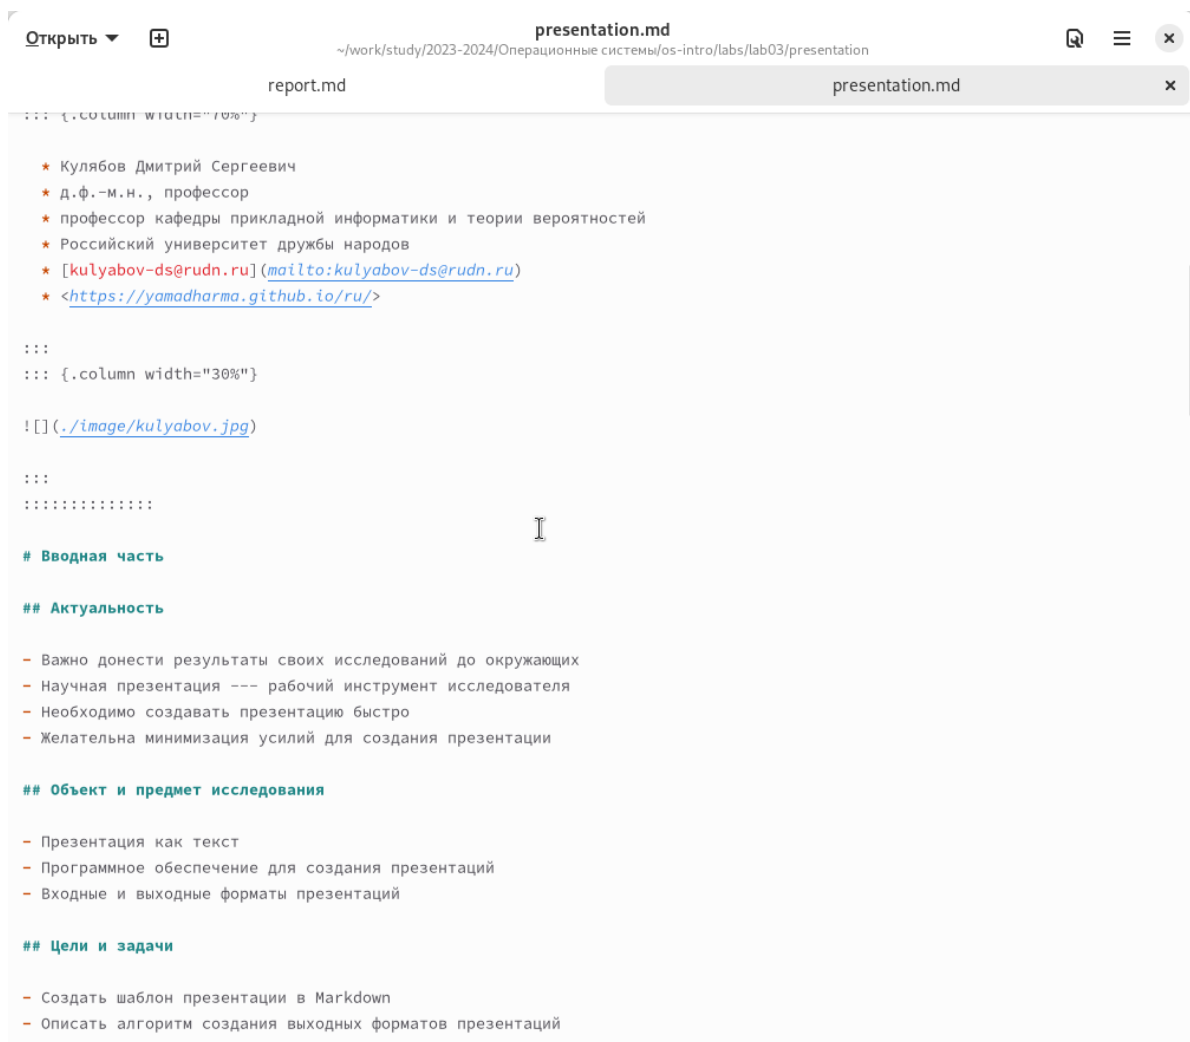 Открыть
presentation.md
~/work/study/2023-2024/Операционные системы/os-intro/labs/lab03/presentation
report.md
presentation.md
::: {.column width="70%"}
* Кулябов Дмитрий Сергеевич
* д.ф.-м.н., профессор
* профессор кафедры прикладной информатики и теории вероятностей
* Российский университет дружбы народов
* [kulyabov-ds@rudn.ru](mailto:kulyabov-ds@rudn.ru)
* <https://yamadharma.github.io/ru/>
:::
::: {.column width="30%"}
![](./image/kulyabov.jpg)
:::
::::::::::::::
# Вводная часть
## Актуальность
- Важно донести результаты своих исследований до окружающих
- Научная презентация --- рабочий инструмент исследователя
- Необходимо создавать презентацию быстро
- Желательна минимизация усилий для создания презентации
## Объект и предмет исследования
- Презентация как текст
- Программное обеспечение для создания презентаций
- Входные и выходные форматы презентаций
## Цели и задачи
- Создать шаблон презентации в Markdown
- Описать алгоритм создания выходных форматов презентаций